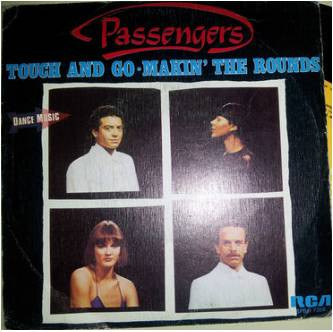 Passengers
TOUCH AND GO-MAKIN' THE ROUNDS
DANCE MUSIC
RCA